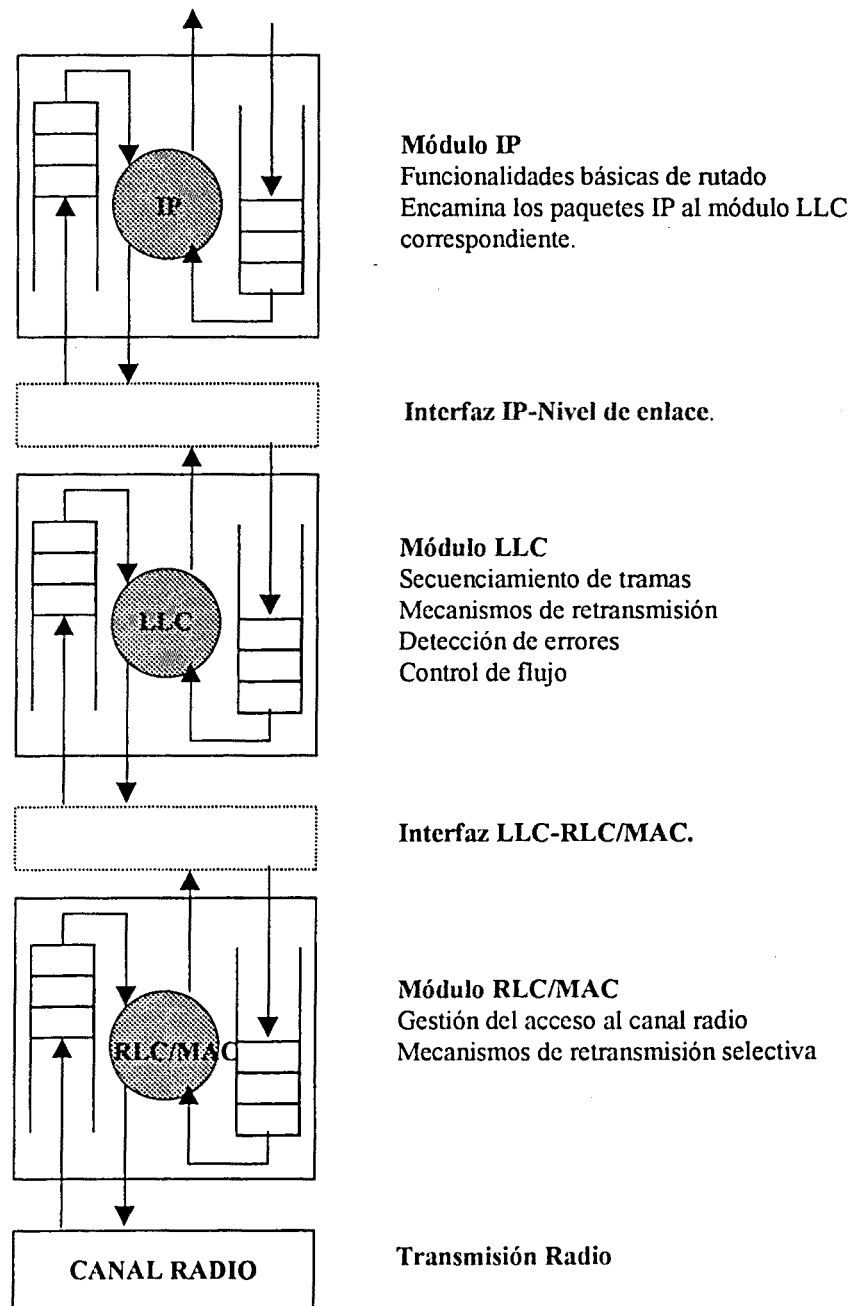 IP
Módulo IP
Funcionalidades básicas de rutado
Encamina los paquetes IP al módulo LLC
correspondiente.
Interfaz IP-Nivel de enlace.
LLC
Módulo LLC
Secuenciamiento de tramas
Mecanismos de retransmisión
Detección de errores
Control de flujo
Interfaz LLC-RLC/MAC.
RLC/MAC
Módulo RLC/MAC
Gestión del acceso al canal radio
Mecanismos de retransmisión selectiva
CANAL RADIO
Transmisión Radio